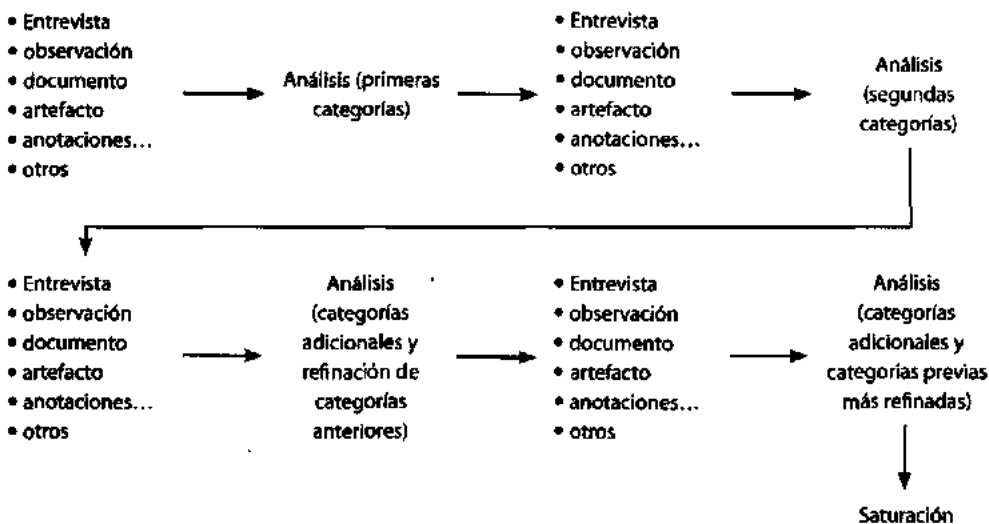 • Entrevista
• observación
• documento
• artefacto
• anotaciones...
• otros
Análisis (primeras
categorías)
• Entrevista
• observación
• documento
• artefacto
• anotaciones...
• otros
Análisis
(segundas
categorías)
• Entrevista
• observación
• documento
• artefacto
• anotaciones...
• otros
Análisis
(categorías
adicionales y
refinación de
categorías
anteriores)
• Entrevista
• observación
• documento
• artefacto
• anotaciones...
• otros
Análisis
(categorías
adicionales y
categorías previas
más refinadas)
Saturación